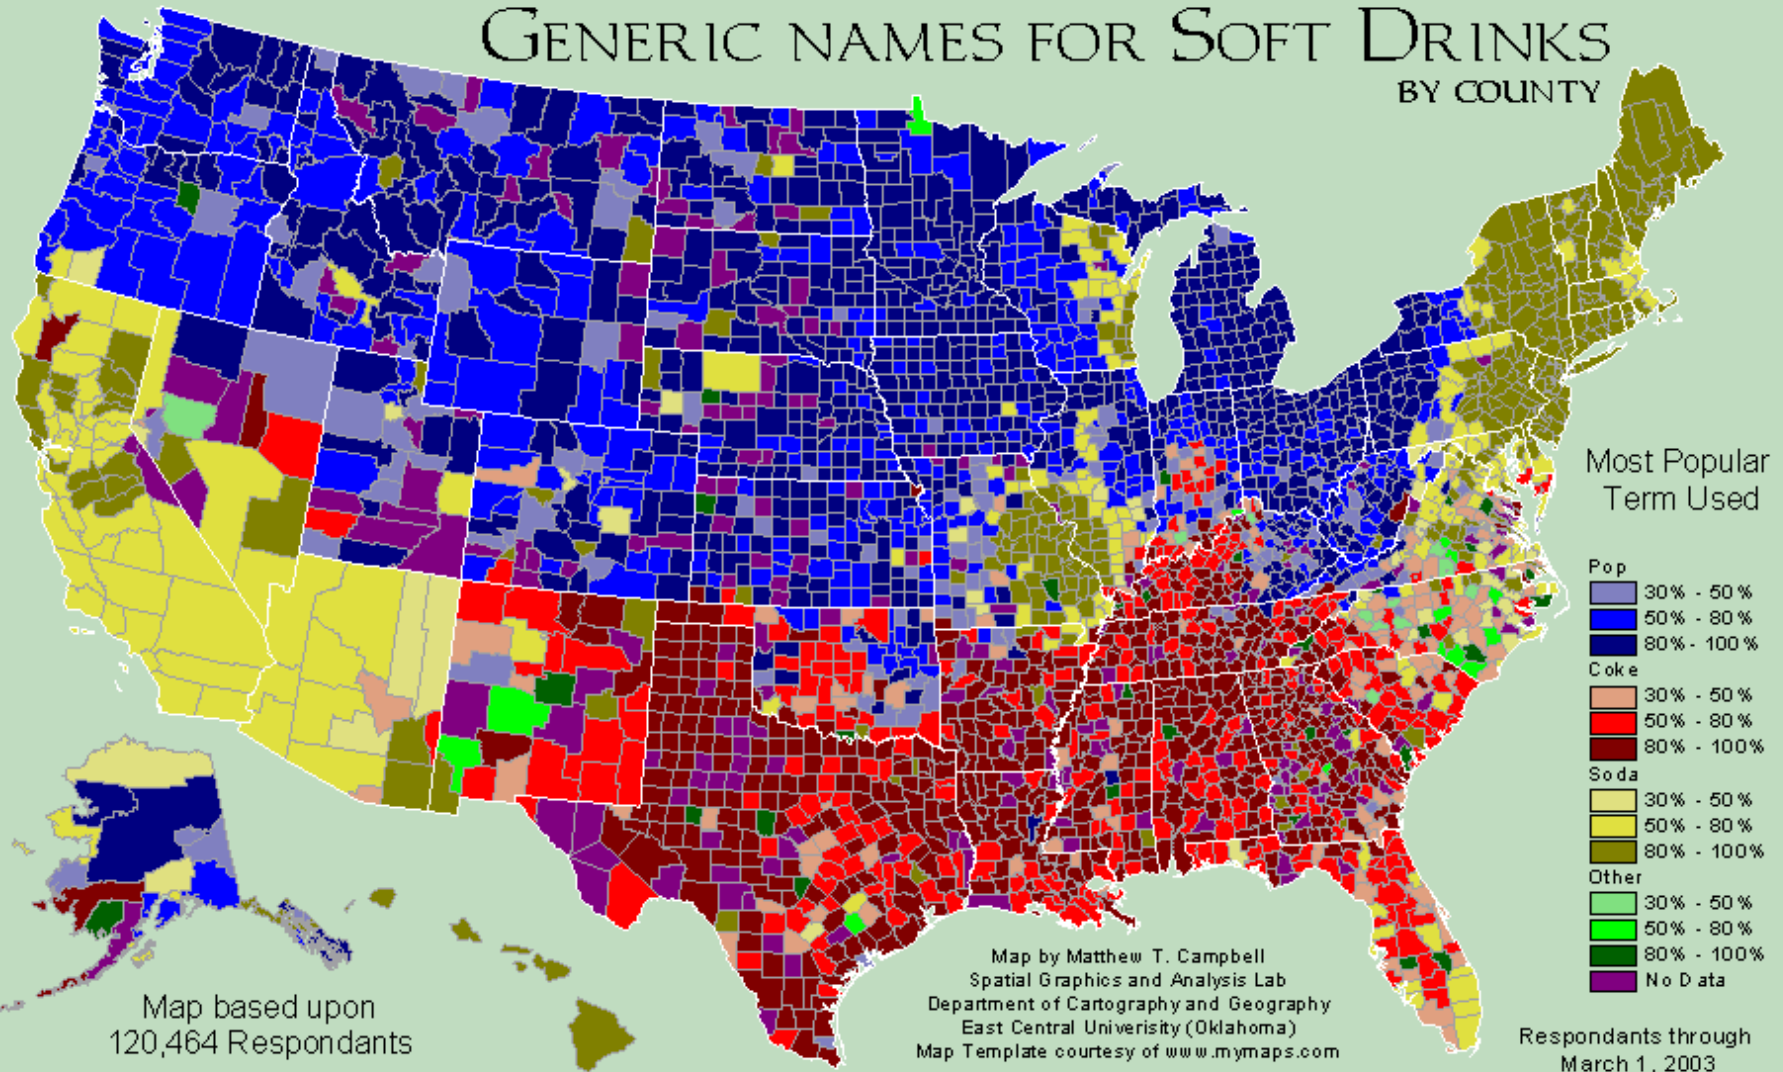 GENERIC NAMES FOR SOFT DRINKS
BY COUNTY
Most Popular
Term Used
Pop
30% - 50%
50% - 80%
80% - 100%
Coke
30% - 50%
50% - 80%
80% - 100%
Soda
30% - 50%
50% - 80%
80% - 100%
Other
30% - 50%
50% - 80%
80% - 100%
No Data
Map based upon
120,464 Respondants
Map by Matthew T. Campbell
Spatial Graphics and Analysis Lab
Department of Cartography and Geography
East Central Univerisity (Oklahoma)
Map Template courtesy of www.mymaps.com
Respondants through
March 1, 2003